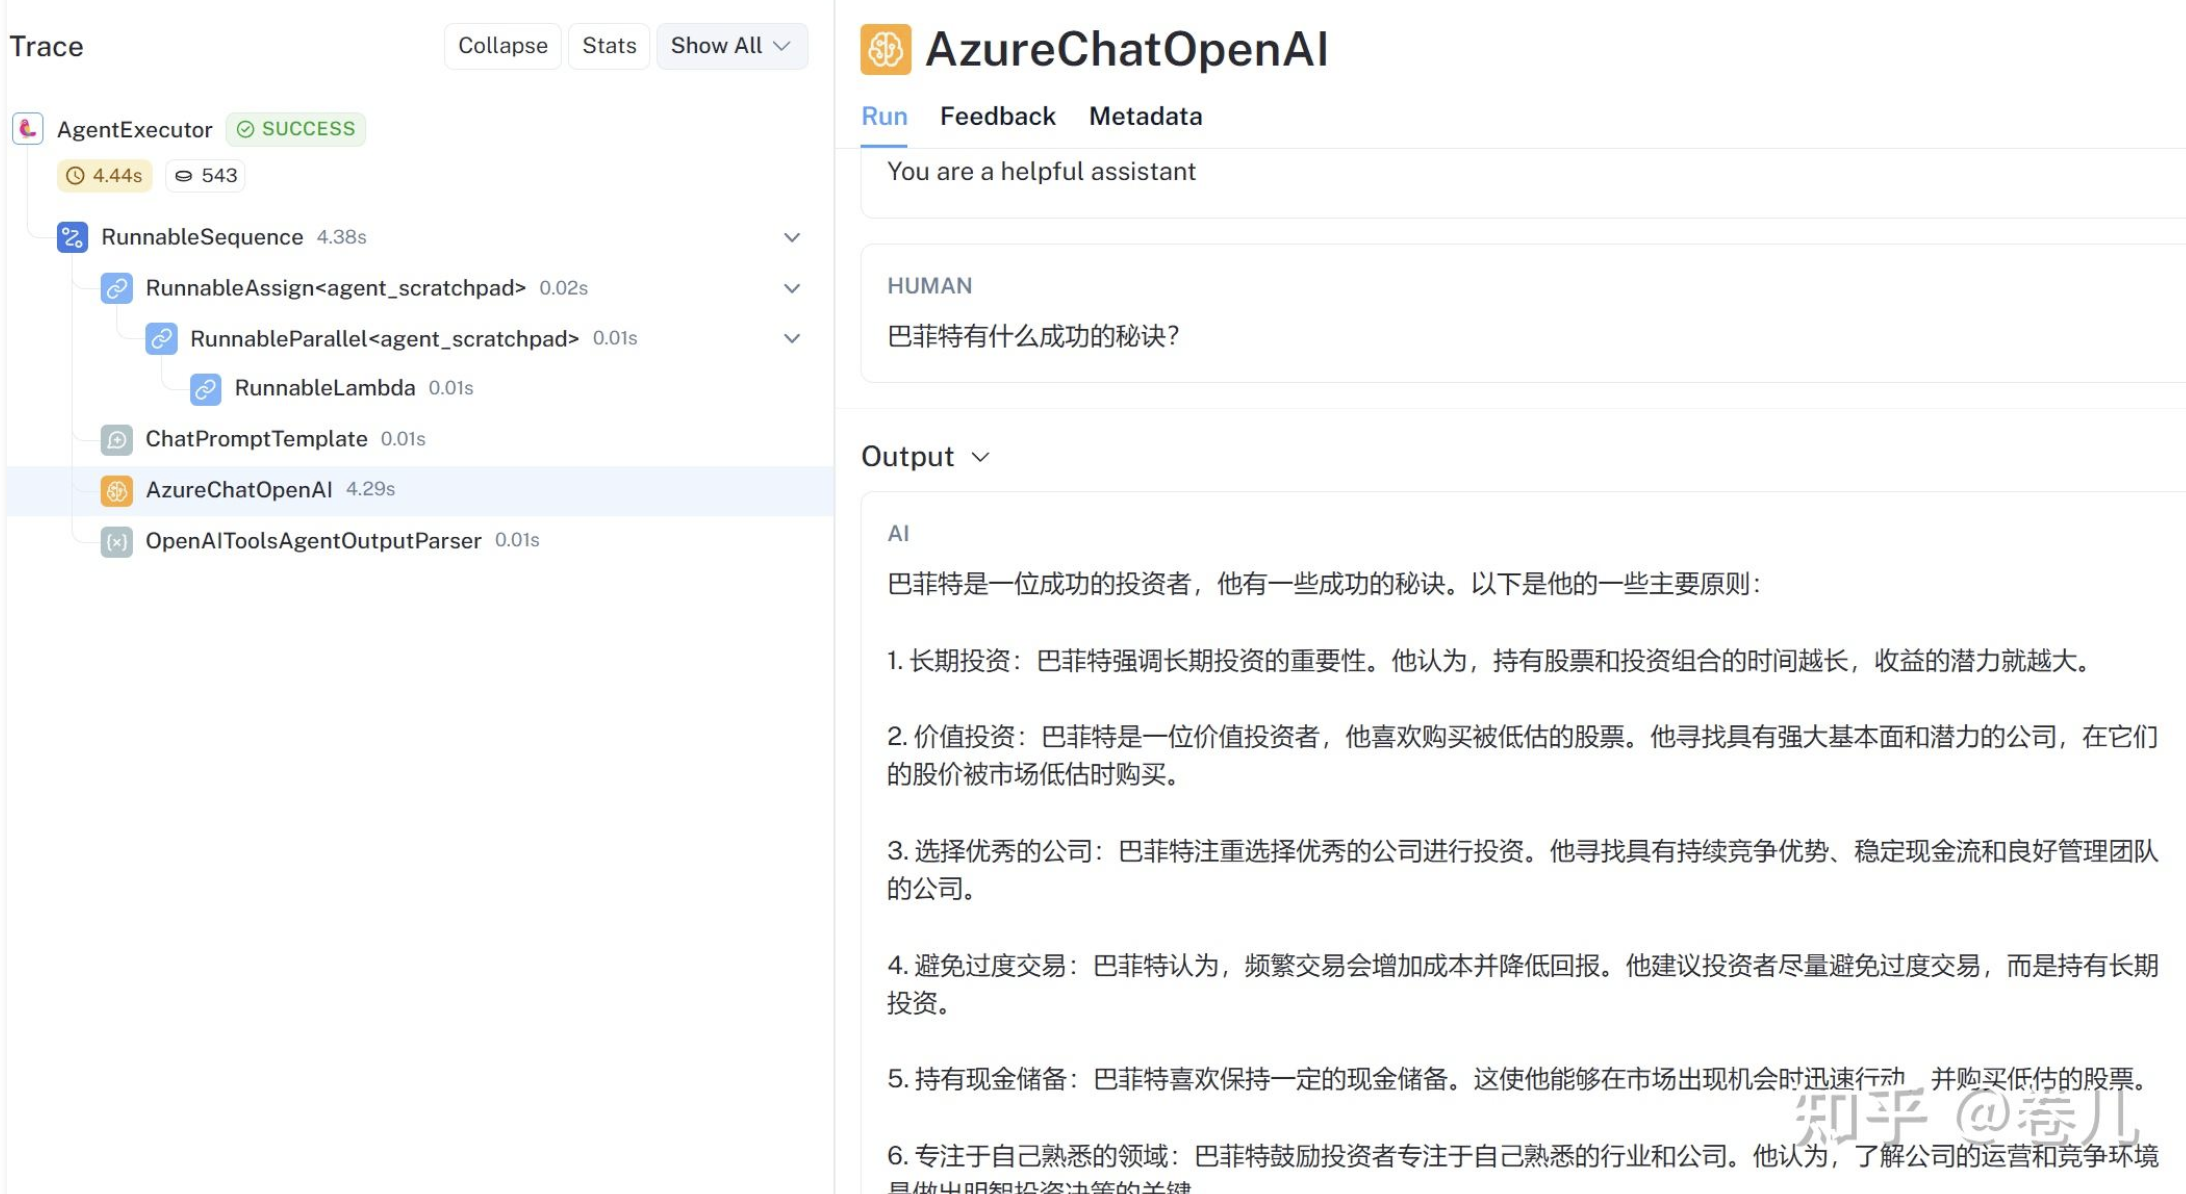 Trace
Collapse
Stats
Show All
AgentExecutor
SUCCESS
4.44s
543
RunnableSequence 4.38s
RunnableAssign<agent_scratchpad> 0.02s
RunnableParallel<agent_scratchpad> 0.01s
RunnableLambda 0.01s
ChatPromptTemplate 0.01s
AzureChatOpenAI 4.29s
OpenAIToolsAgentOutputParser 0.01s
AzureChatOpenAI
Run
Feedback
Metadata
You are a helpful assistant
HUMAN
巴菲特有什么成功的秘诀？
Output
AI
巴菲特是一位成功的投资者，他有一些成功的秘诀。以下是他的一些主要原则：
1. 长期投资：巴菲特强调长期投资的重要性。他认为，持有股票和投资组合的时间越长，收益的潜力就越大。
2. 价值投资：巴菲特是一位价值投资者，他喜欢购买被低估的股票。他寻找具有强大基本面和潜力的公司，在它们
的股价被市场低估时购买。
3. 选择优秀的公司：巴菲特注重选择优秀的公司进行投资。他寻找具有持续竞争优势、稳定现金流和良好管理团队
的公司。
4. 避免过度交易：巴菲特认为，频繁交易会增加成本并降低回报。他建议投资者尽量避免过度交易，而是持有长期
投资。
5. 持有现金储备：巴菲特喜欢保持一定的现金储备。这使他能够在市场出现机会时迅速行动，并购买低估的股票。
6. 专注于自己熟悉的领域：巴菲特鼓励投资者专注于自己熟悉的行业和公司。他认为，了解公司的运营和竞争环境
是做出明智投资决策的关键
知乎 @卷儿